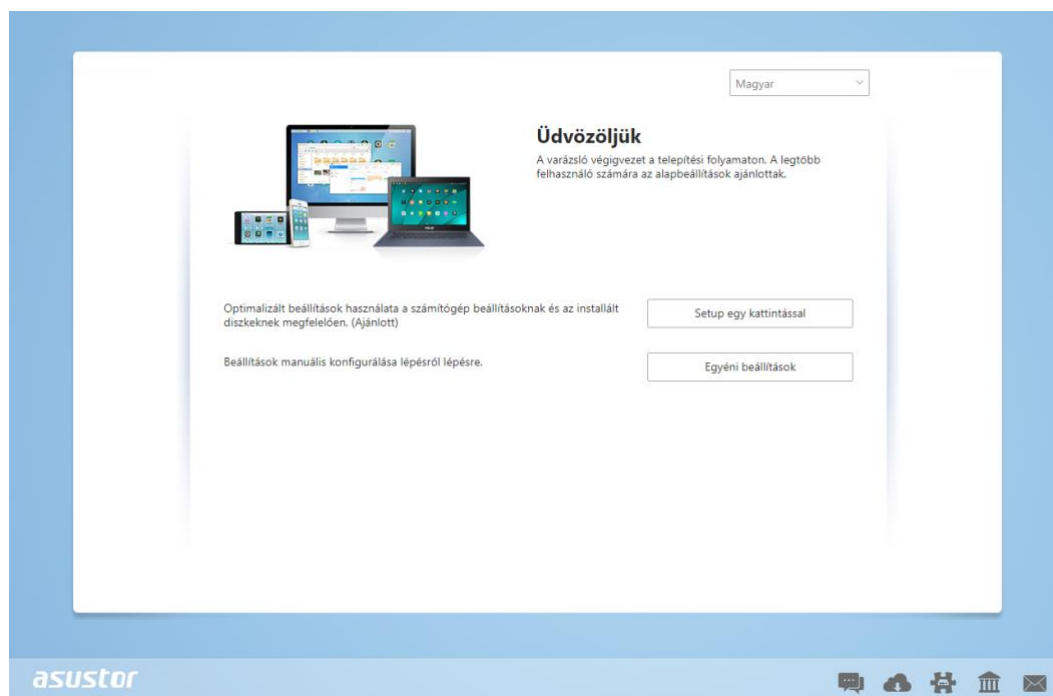 Magyar
Üdvözöljük
A varázsló végigvezet a telepítési folyamaton. A legtöbb
felhasználó számára az alapbeállítások ajánlottak.
Optimalizált beállítások használata a számítógép beállításoknak és az installált
diszkeknek megfelelően. (Ajánlott)
Setup egy kattintással
Beállítások manuális konfigurálása lépésről lépésre.
Egyéni beállítások
asustor